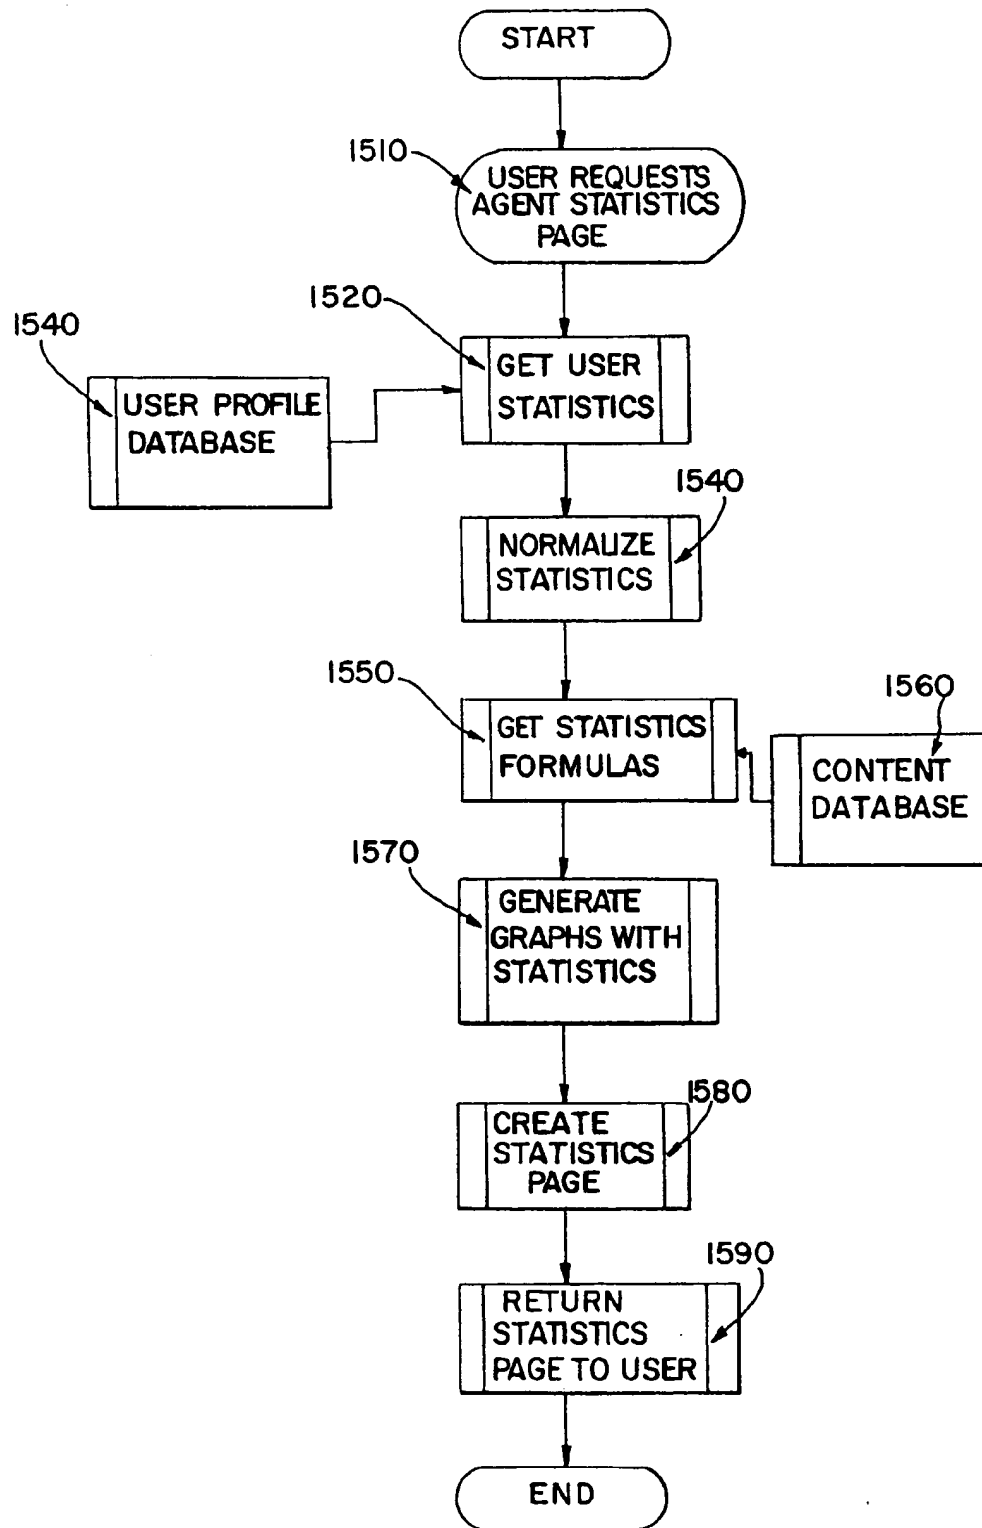 START
1510
USER REQUESTS
AGENT STATISTICS
PAGE
1520
GET USER
STATISTICS
1540
USER PROFILE
DATABASE
1540
NORMALIZE
STATISTICS
1550
GET STATISTICS
FORMULAS
1560
CONTENT
DATABASE
1570
GENERATE
GRAPHS WITH
STATISTICS
1580
CREATE
STATISTICS
PAGE
1590
RETURN
STATISTICS
PAGE TO USER
END